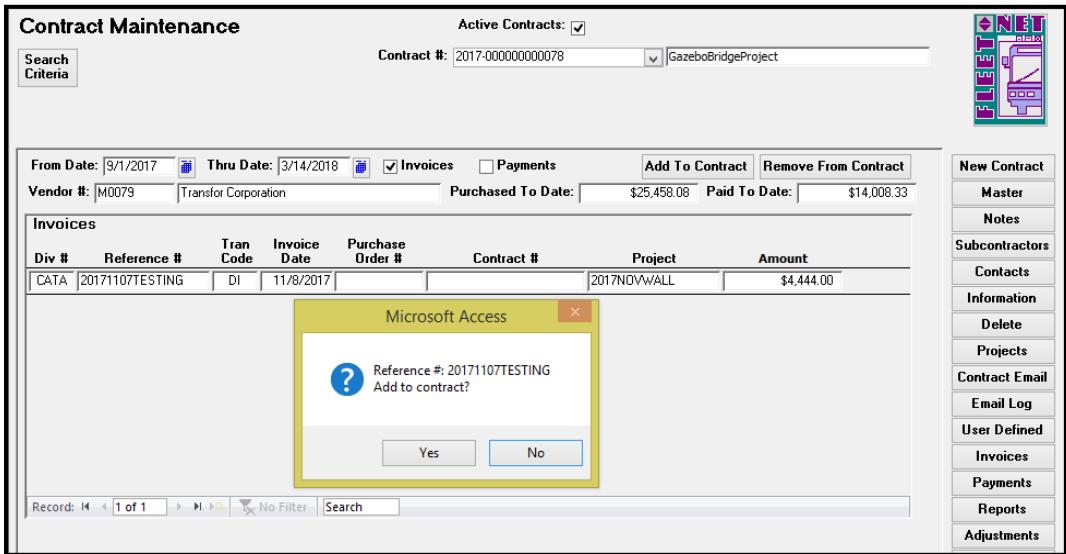 Contract Maintenance
Active Contracts:
FLEET NET
Search
Criteria
Contract #: 2017-000000000078 GazeboBridgeProject
From Date: 9/1/2017 Thru Date: 3/14/2018 Invoices Payments Add To Contract Remove From Contract
Vendor #: M0079 Transfor Corporation Purchased To Date: $25,458.08 Paid To Date: $14,008.33
Invoices
Div # Reference # Tran Code Invoice Date Purchase Order # Contract # Project Amount
CATA 20171107TESTING DI 11/8/2017 2017NOVWALL $4,444.00
Microsoft Access
Reference #: 20171107TESTING
Add to contract?
Yes No
Record: 1 of 1 No Filter Search
New Contract
Master
Notes
Subcontractors
Contacts
Information
Delete
Projects
Contract Email
Email Log
User Defined
Invoices
Payments
Reports
Adjustments